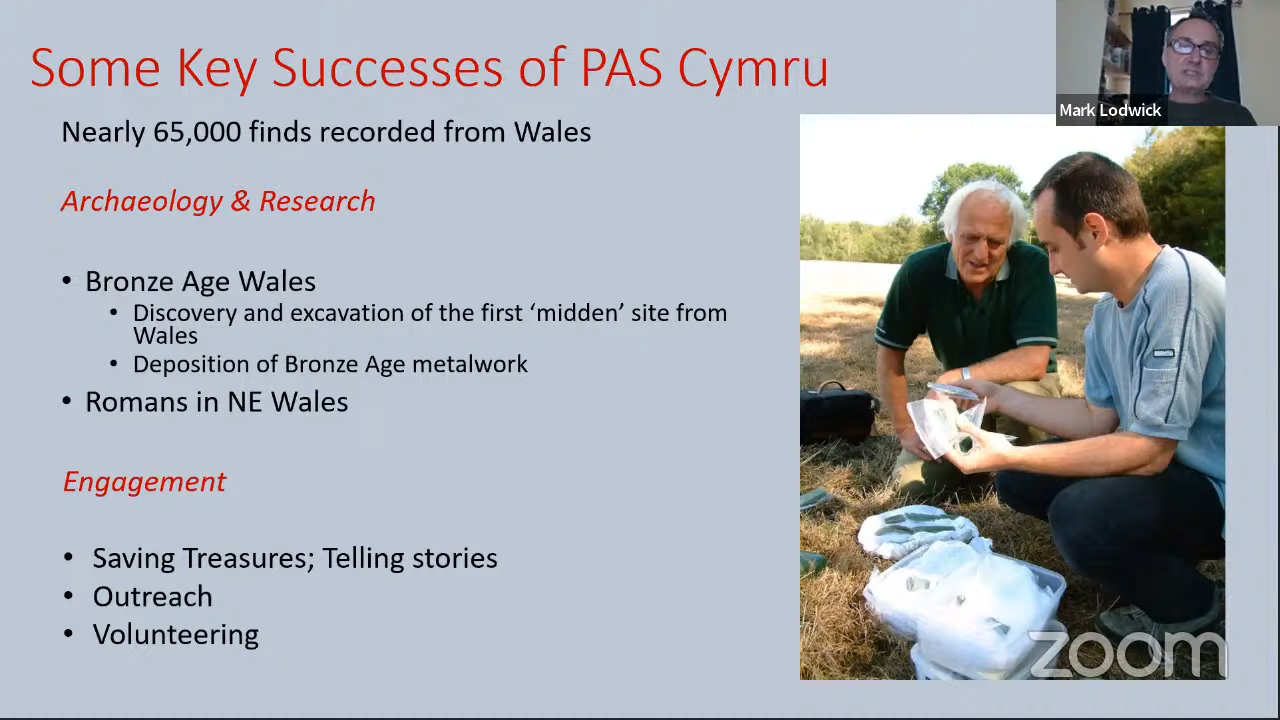 Some Key Successes of PAS Cymru
Mark Lodwick
Nearly 65,000 finds recorded from Wales
Archaeology & Research
• Bronze Age Wales
• Discovery and excavation of the first ‘midden’ site from
Wales
• Deposition of Bronze Age metalwork
• Romans in NE Wales
Engagement
• Saving Treasures; Telling stories
• Outreach
• Volunteering
zoom